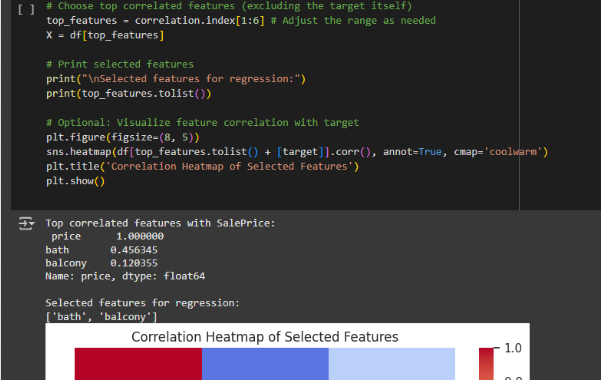 [ ] # Choose top correlated features (excluding the target itself)
top_features = correlation.index[1:6] # Adjust the range as needed
X = df[top_features]
# Print selected features
print("\nSelected features for regression:")
print(top_features.tolist())
# Optional: Visualize feature correlation with target
plt.figure(figsize=(8, 5))
sns.heatmap(df[top_features.tolist() + [target]].corr(), annot=True, cmap='coolwarm')
plt.title('Correlation Heatmap of Selected Features')
plt.show()
Top correlated features with SalePrice:
price 1.000000
bath 0.456345
balcony 0.120355
Name: price, dtype: float64
Selected features for regression:
['bath', 'balcony']
Correlation Heatmap of Selected Features
1.0